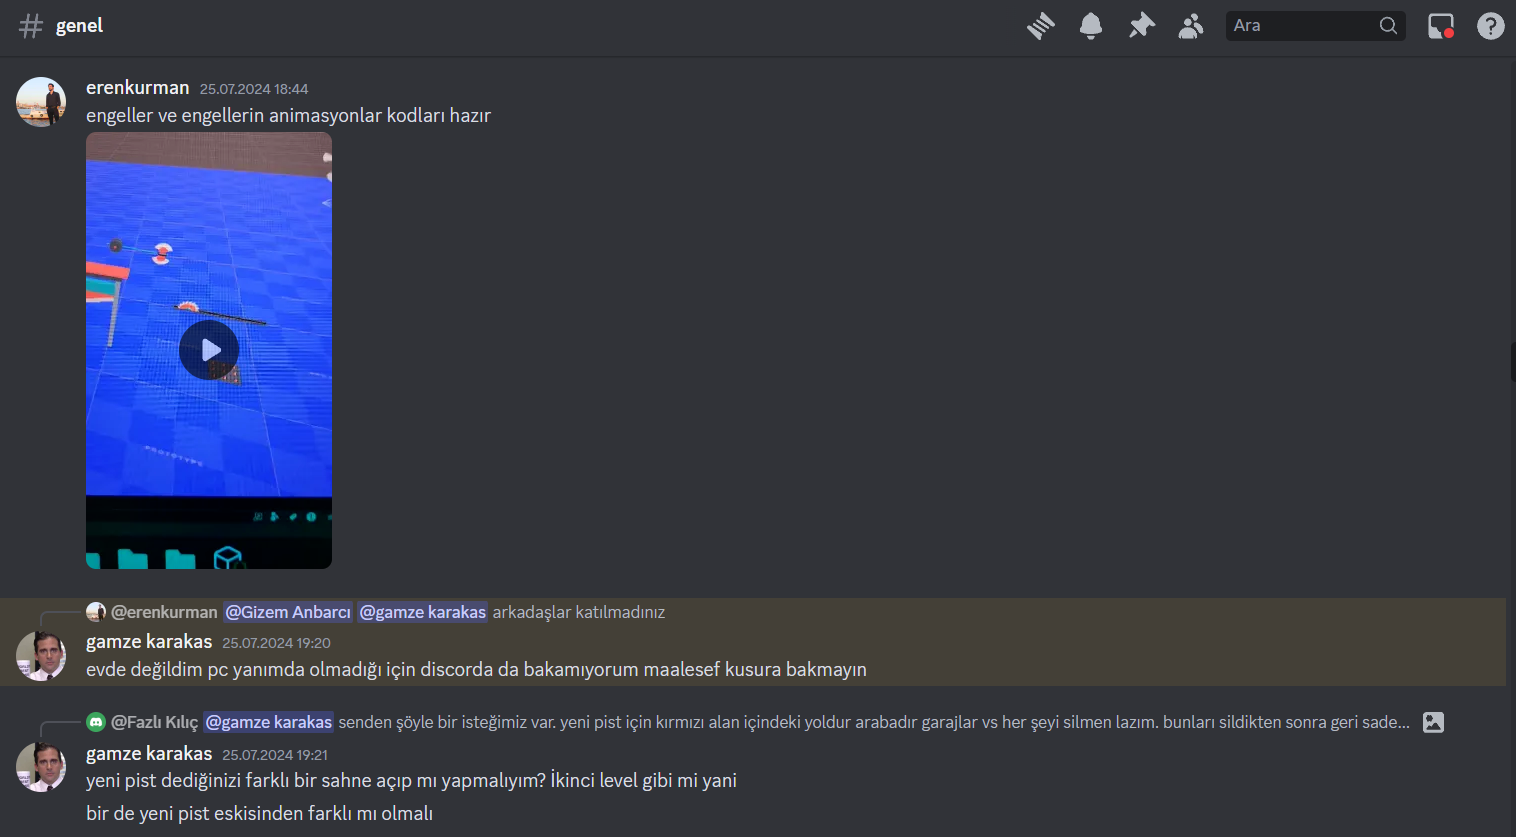 genel
Ara
erenkurman 25.07.2024 18:44
engeller ve engellerin animasyonlar kodları hazır
PROTOTYPE
@erenkurman @Gizem Anbarcı @gamze karakas arkadaşlar katılmadınız
gamze karakas 25.07.2024 19:20
evde değildim pc yanımda olmadığı için discorda da bakamıyorum maalesef kusura bakmayın
@Fazlı Kılıç @gamze karakas senden şöyle bir isteğimiz var. yeni pist için kırmızı alan içindeki yoldur arabadır garajlar vs her şeyi silmen lazım. bunları sildikten sonra geri sade...
gamze karakas 25.07.2024 19:21
yeni pist dediğinizi farklı bir sahne açıp mı yapmalıyım? İkinci level gibi mi yani
bir de yeni pist eskisinden farklı mı olmalı